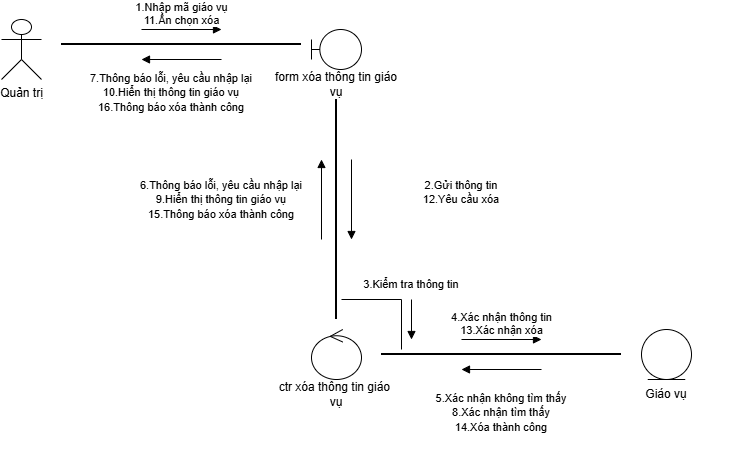 1.Nhập mã giáo vụ
11.Ấn chọn xóa
Quản trị
7.Thông báo lỗi, yêu cầu nhập lại
10.Hiển thị thông tin giáo vụ
16.Thông báo xóa thành công
form xóa thông tin giáo
vụ
6.Thông báo lỗi, yêu cầu nhập lại
9.Hiển thị thông tin giáo vụ
15.Thông báo xóa thành công
2.Gửi thông tin
12.Yêu cầu xóa
3.Kiểm tra thông tin
4.Xác nhận thông tin
13.Xác nhận xóa
ctr xóa thông tin giáo
vụ
5.Xác nhận không tìm thấy
8.Xác nhận tìm thấy
14.Xóa thành công
Giáo vụ